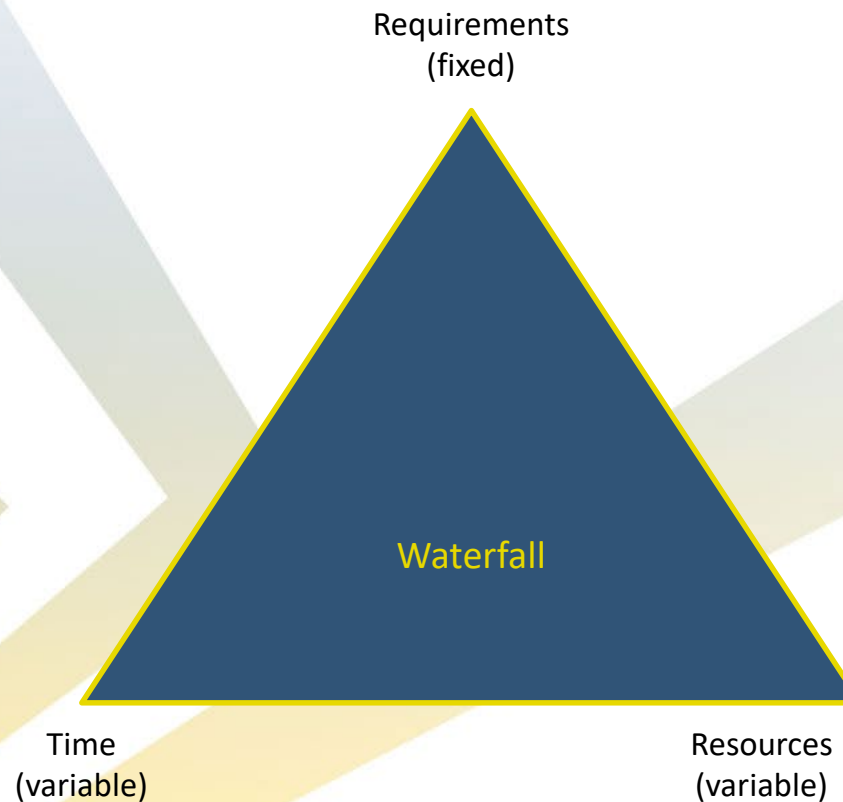 Requirements
(fixed)
Waterfall
Time
(variable)
Resources
(variable)